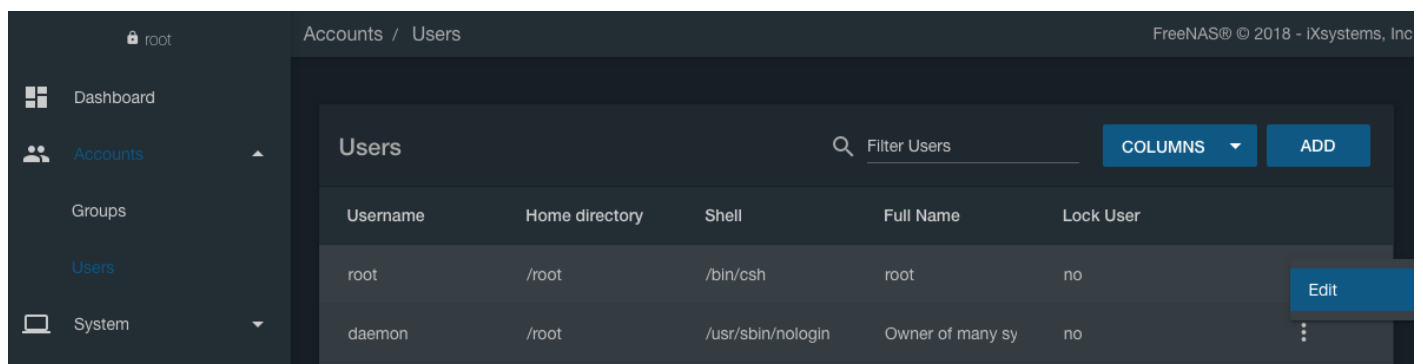 root
Accounts / Users
FreeNAS® © 2018 - iXsystems, Inc
Dashboard
Accounts
Groups
Users
System
Users
Filter Users
COLUMNS
ADD
Username Home directory Shell Full Name Lock User
root /root /bin/csh root no
Edit
daemon /root /usr/sbin/nologin Owner of many sy no